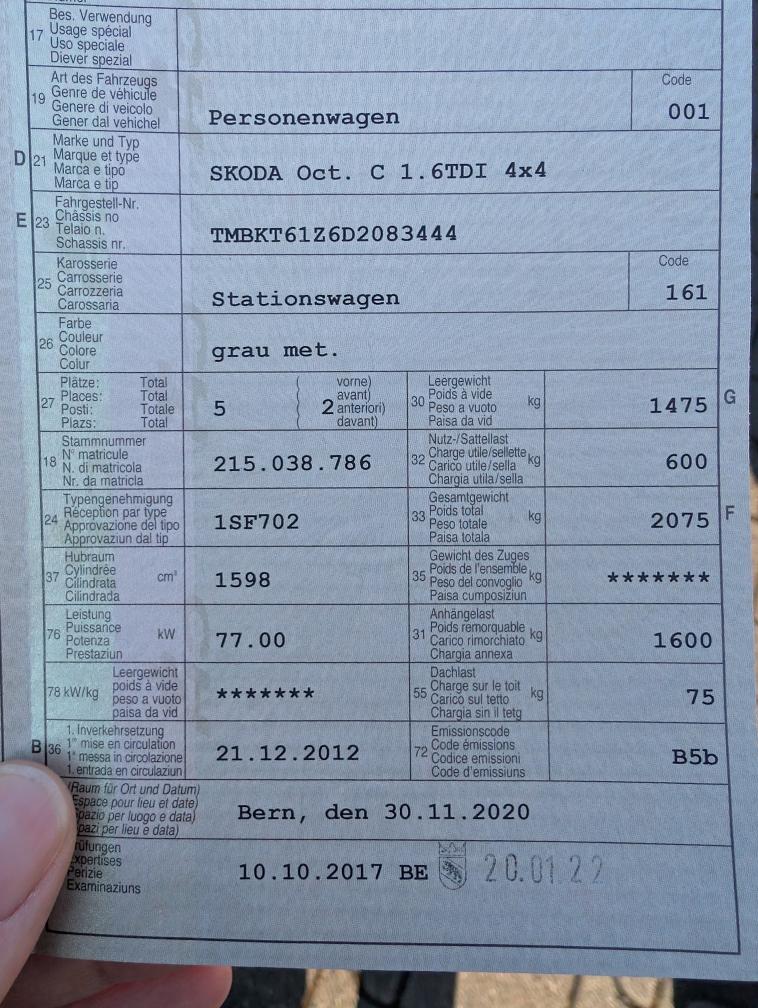 17
Bes. Verwendung
Usage spécial
Uso speciale
Diever spezial
19
Art des Fahrzeugs
Genre de véhicule
Genere di veicolo
Gener dal vehichel
Personenwagen
Code
001
D 21
Marke und Typ
Marque et type
Marca e tipo
Marca e tip
SKODA Oct. C 1.6TDI 4x4
E 23
Fahrgestell-Nr.
Châssis no
Telaio n.
Schassis nr.
TMBKT61Z6D2083444
25
Karosserie
Carrosserie
Carrozzeria
Carossaria
Stationswagen
Code
161
26
Farbe
Couleur
Colore
Colur
grau met.
27
Plätze: Total
Places: Total
Posti: Totale
Plazs: Total
5
( vorne)
( avant)
( 2 anteriori)
( davant)
30
Leergewicht
Poids à vide
Peso a vuoto
Paisa da vid
kg
1475 G
18
Stammnummer
N° matricule
N. di matricola
Nr. da matricla
215.038.786
32
Nutz-/Sattellast
Charge utile/sellette
Carico utile/sella
Chargia utila/sella
kg
600
24
Typengenehmigung
Réception par type
Approvazione del tipo
Approvaziun dal tip
1SF702
33
Gesamtgewicht
Poids total
Peso totale
Paisa totala
kg
2075 F
37
Hubraum
Cylindrée
Cilindrata
Cilindrada
cm³
1598
35
Gewicht des Zuges
Poids de l'ensemble
Peso del convoglio
Paisa cumposiziun
kg
*******
76
Leistung
Puissance
Potenza
Prestaziun
kW
77.00
31
Anhängelast
Poids remorquable
Carico rimorchiato
Chargia annexa
kg
1600
78 kW/kg
Leergewicht
poids à vide
peso a vuoto
paisa da vid
*******
55
Dachlast
Charge sur le toit
Carico sul tetto
Chargia sin il tetg
kg
75
B 36
1. Inverkehrsetzung
1re mise en circulation
1a messa in circolazione
1. entrada en circulaziun
21.12.2012
72
Emissionscode
Code émissions
Codice emissioni
Code d'emissiuns
B5b
(Raum für Ort und Datum)
Espace pour lieu et date)
pazio per luogo e data)
pazi per lieu e data)
Bern, den 30.11.2020
rüfungen
Expertises
Perizie
Examinaziuns
10.10.2017 BE
20.01.22